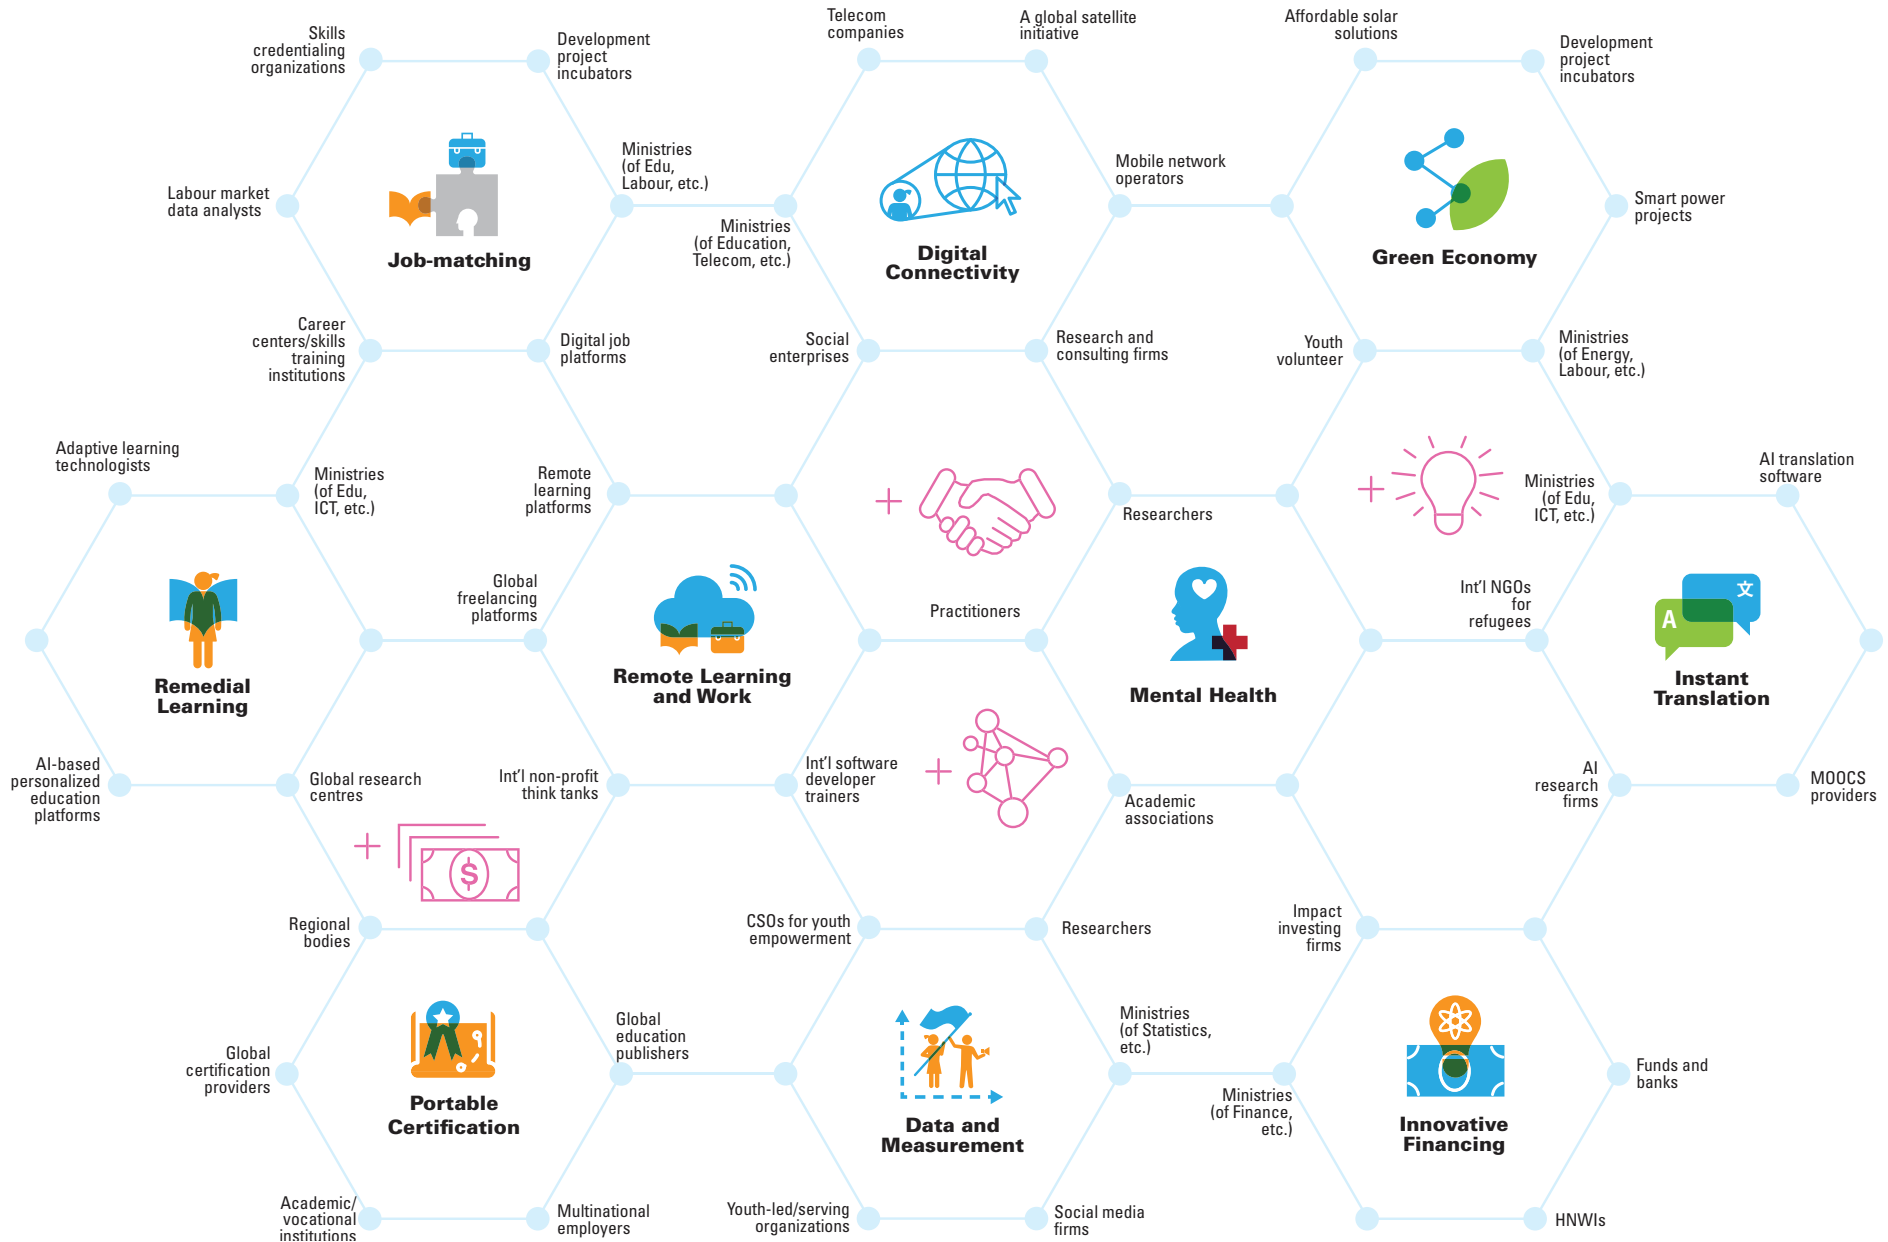 Skills
credentialing
organizations
Development
project
incubators
Telecom
companies
A global satellite
initiative
Affordable solar
solutions
Development
project
incubators
Labour market
data analysts
Ministries
(of Edu,
Labour, etc.)
Job-matching
Ministries
(of Education,
Telecom, etc.)
Digital
Connectivity
Mobile network
operators
Green Economy
Smart power
projects
Career
centers/skills
training
institutions
Digital job
platforms
Social
enterprises
Research and
consulting firms
Youth
volunteer
Ministries
(of Energy,
Labour, etc.)
Adaptive learning
technologists
Ministries
(of Edu,
ICT, etc.)
Remote
learning
platforms
Researchers
Ministries
(of Edu,
ICT, etc.)
AI translation
software
Global
freelancing
platforms
Practitioners
Int'l NGOs
for
refugees
文
A
Remedial
Learning
Remote Learning
and Work
Mental Health
Instant
Translation
AI-based
personalized
education
platforms
Global research
centres
Int'l non-profit
think tanks
Int'l software
developer
trainers
Academic
associations
AI
research
firms
MOOCS
providers
$
Regional
bodies
CSOs for youth
empowerment
Researchers
Impact
investing
firms
Global
certification
providers
Portable
Certification
Global
education
publishers
Data and
Measurement
Ministries
(of Statistics,
etc.)
Ministries
(of Finance,
etc.)
Innovative
Financing
Funds and
banks
Academic/
vocational
institutions
Multinational
employers
Youth-led/serving
organizations
Social media
firms
HNWIs